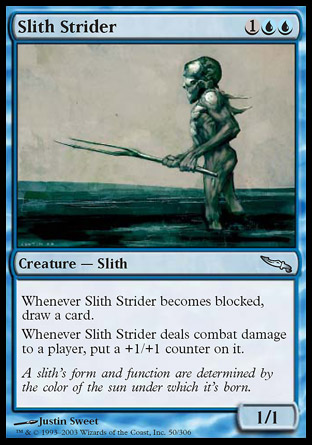 Slith Strider 1
Creature — Slith
Whenever Slith Strider becomes blocked,
draw a card.
Whenever Slith Strider deals combat damage
to a player, put a +1/+1 counter on it.
A slith's form and function are determined by
the color of the sun under which it's born.
Justin Sweet
™ & © 1993–2003 Wizards of the Coast, Inc. 50/306
1/1